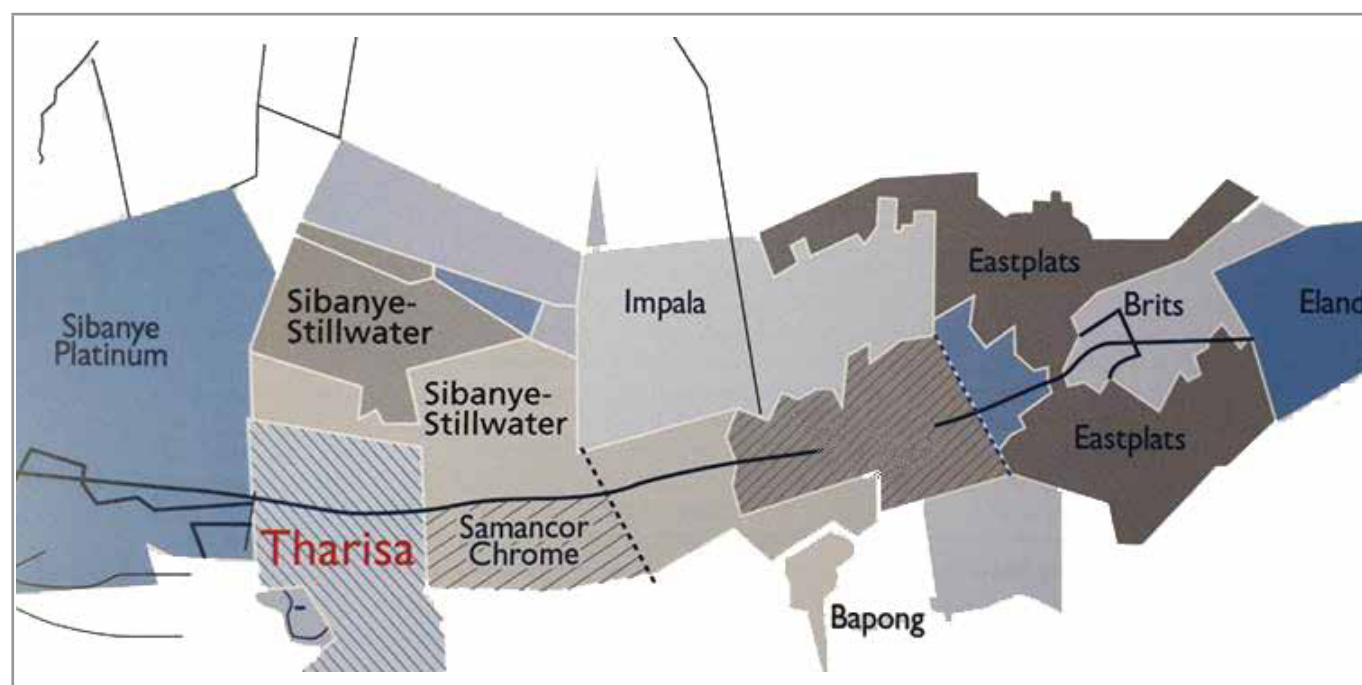 Sibanye
Platinum
Sibanye-
Stillwater
Sibanye-
Stillwater
Tharisa
Samancor
Chrome
Impala
Eastplats
Brits
Eastplats
Bapong